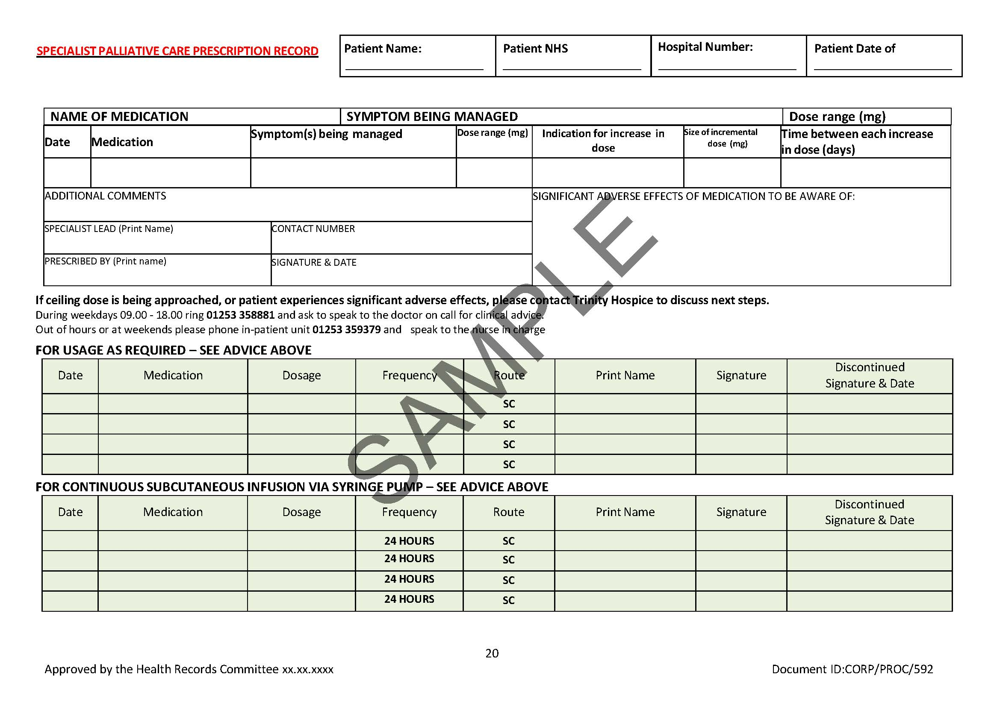 SPECIALIST PALLIATIVE CARE PRESCRIPTION RECORD
Patient Name:
Patient NHS
Hospital Number:
Patient Date of
NAME OF MEDICATION
SYMPTOM BEING MANAGED
Dose range (mg)
Date
Medication
Symptom(s) being managed
Dose range (mg)
Indication for increase in
dose
Size of incremental
dose (mg)
Time between each increase
in dose (days)
ADDITIONAL COMMENTS
SIGNIFICANT ADVERSE EFFECTS OF MEDICATION TO BE AWARE OF:
SPECIALIST LEAD (Print Name)
CONTACT NUMBER
PRESCRIBED BY (Print name)
SIGNATURE & DATE
If ceiling dose is being approached, or patient experiences significant adverse effects, please contact Trinity Hospice to discuss next steps.
During weekdays 09.00 - 18.00 ring 01253 358881 and ask to speak to the doctor on call for clinical advice.
Out of hours or at weekends please phone in-patient unit 01253 359379 and speak to the nurse in charge
FOR USAGE AS REQUIRED – SEE ADVICE ABOVE
Date Medication Dosage Frequency Route Print Name Signature Discontinued
Signature & Date
SC
SC
SC
SC
FOR CONTINUOUS SUBCUTANEOUS INFUSION VIA SYRINGE PUMP – SEE ADVICE ABOVE
Date Medication Dosage Frequency Route Print Name Signature Discontinued
Signature & Date
24 HOURS SC
24 HOURS SC
24 HOURS SC
24 HOURS SC
SAMPLE
20
Approved by the Health Records Committee xx.xx.xxxx
Document ID:CORP/PROC/592